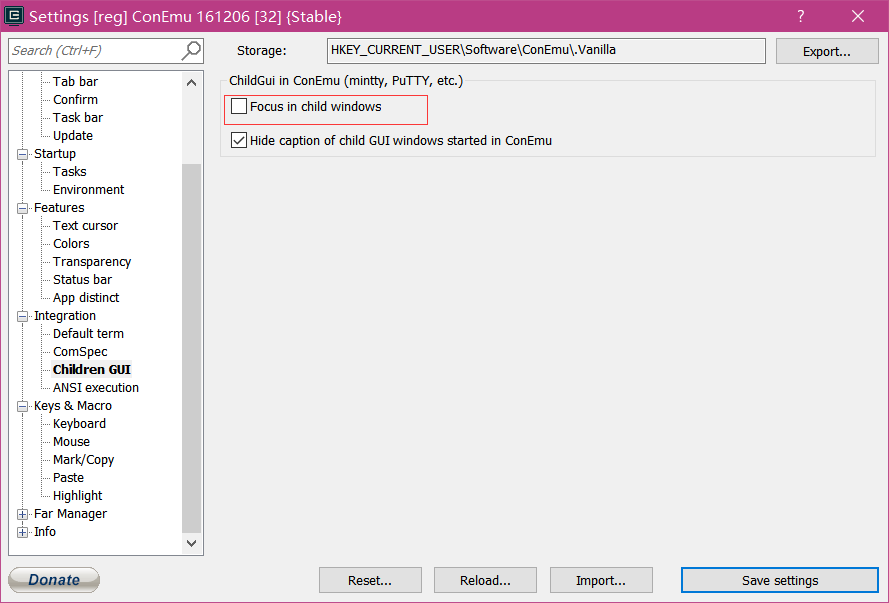 Settings [reg] ConEmu 161206 [32] {Stable}
?
Search (Ctrl+F)
Storage:
HKEY_CURRENT_USER\Software\ConEmu\.Vanilla
Export...
Tab bar
Confirm
Task bar
Update
Startup
Tasks
Environment
Features
Text cursor
Colors
Transparency
Status bar
App distinct
Integration
Default term
ComSpec
Children GUI
ANSI execution
Keys & Macro
Keyboard
Mouse
Mark/Copy
Paste
Highlight
Far Manager
Info
ChildGui in ConEmu (mintty, PuTTY, etc.)
Focus in child windows
Hide caption of child GUI windows started in ConEmu
Donate
Reset...
Reload...
Import...
Save settings